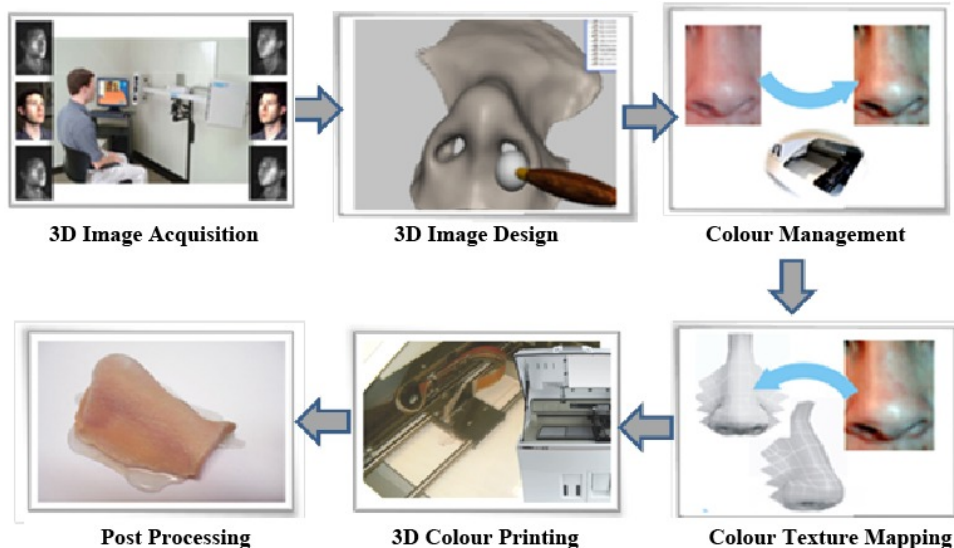 3D Image Acquisition
3D Image Design
Colour Management
Post Processing
3D Colour Printing
Colour Texture Mapping